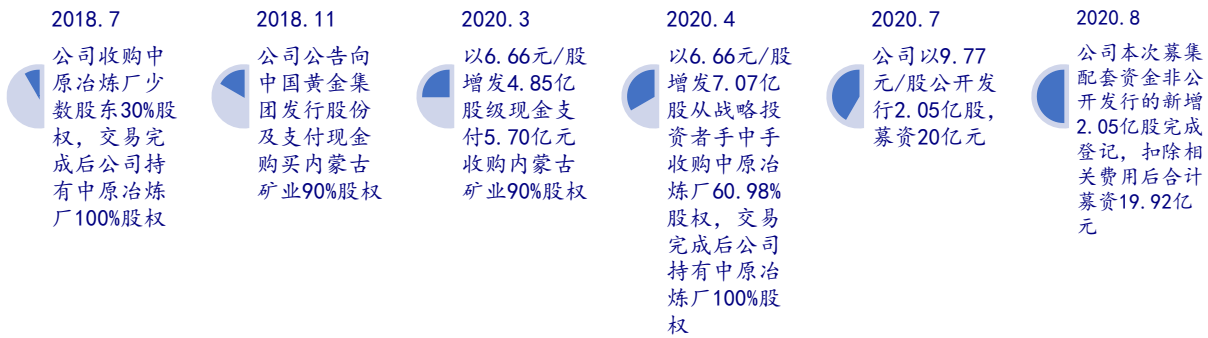 2018.7
公司收购中
原冶炼厂少
数股东30%股
权，交易完
成后公司持
有中原冶炼
厂100%股权
2018.11
公司公告向
中国黄金集
团发行股份
及支付现金
购买内蒙古
矿业90%股权
2020.3
以6.66元/股
增发4.85亿
股级现金支
付5.70亿元
收购内蒙古
矿业90%股权
2020.4
以6.66元/股
增发7.07亿
股从战略投
资者手中手
收购中原冶
炼厂60.98%
股权，交易
完成后公司
持有中原冶
炼厂100%股
权
2020.7
公司以9.77
元/股公开发
行2.05亿股，
募资20亿元
2020.8
公司本次募集
配套资金非公
开发行的新增
2.05亿股完成
登记，扣除相
关费用后合计
募资19.92亿
元